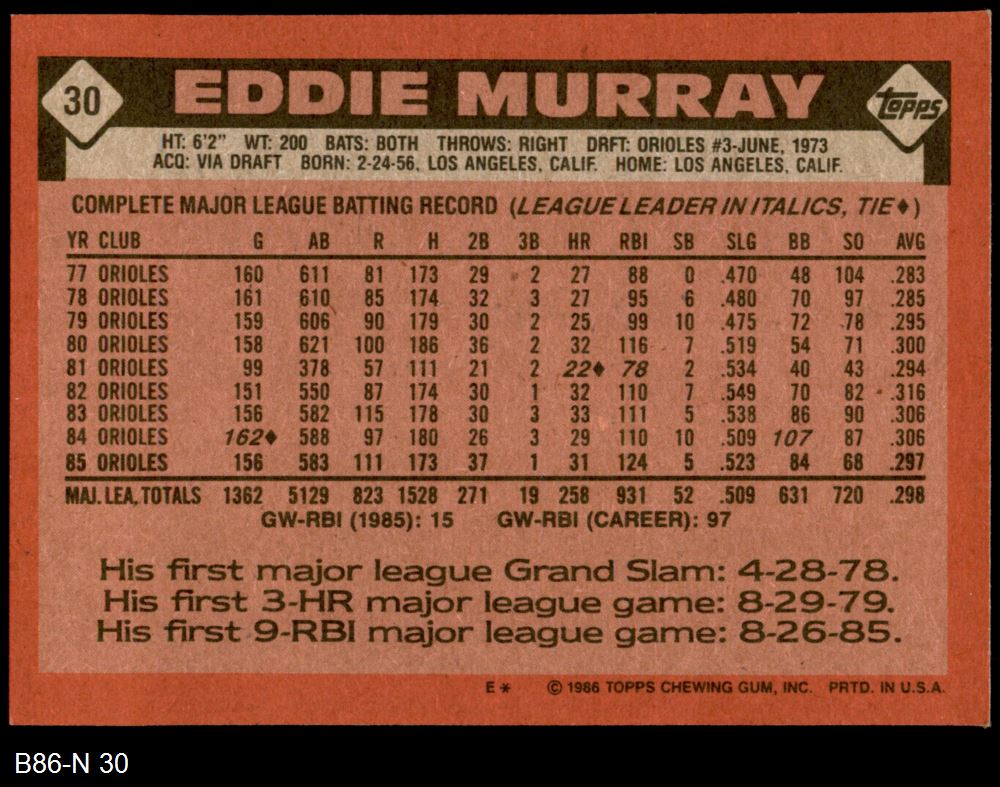 30 EDDIE MURRAY Topps
HT: 6'2" WT: 200 BATS: BOTH THROWS: RIGHT DRFT: ORIOLES #3-JUNE, 1973
ACQ: VIA DRAFT BORN: 2-24-56, LOS ANGELES, CALIF. HOME: LOS ANGELES, CALIF.
COMPLETE MAJOR LEAGUE BATTING RECORD (LEAGUE LEADER IN ITALICS, TIE♦)
YR CLUB G AB R H 2B 3B HR RBI SB SLG BB SO AVG
77 ORIOLES 160 611 81 173 29 2 27 88 0 .470 48 104 .283
78 ORIOLES 161 610 85 174 32 3 27 95 6 .480 70 97 .285
79 ORIOLES 159 606 90 179 30 2 25 99 10 .475 72 78 .295
80 ORIOLES 158 621 100 186 36 2 32 116 7 .519 54 71 .300
81 ORIOLES 99 378 57 111 21 2 22♦ 78 2 .534 40 43 .294
82 ORIOLES 151 550 87 174 30 1 32 110 7 .549 70 82 .316
83 ORIOLES 156 582 115 178 30 3 33 111 5 .538 86 90 .306
84 ORIOLES 162♦ 588 97 180 26 3 29 110 10 .509 107 87 .306
85 ORIOLES 156 583 111 173 37 1 31 124 5 .523 84 68 .297
MAJ. LEA. TOTALS 1362 5129 823 1528 271 19 258 931 52 .509 631 720 .298
GW-RBI (1985): 15 GW-RBI (CAREER): 97
His first major league Grand Slam: 4-28-78.
His first 3-HR major league game: 8-29-79.
His first 9-RBI major league game: 8-26-85.
E* © 1986 TOPPS CHEWING GUM, INC. PRTD. IN U.S.A.
B86-N 30